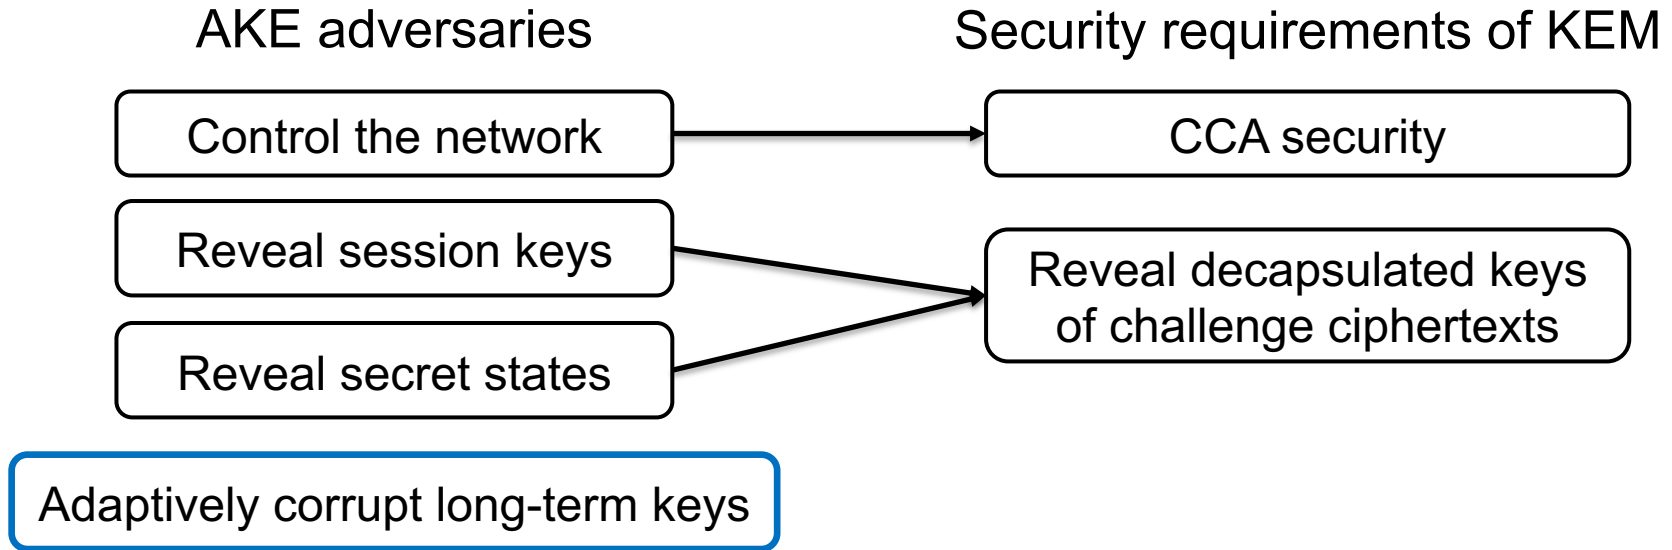 AKE adversaries
Security requirements of KEM
Control the network
CCA security
Reveal session keys
Reveal decapsulated keys
of challenge ciphertexts
Reveal secret states
Adaptively corrupt long-term keys